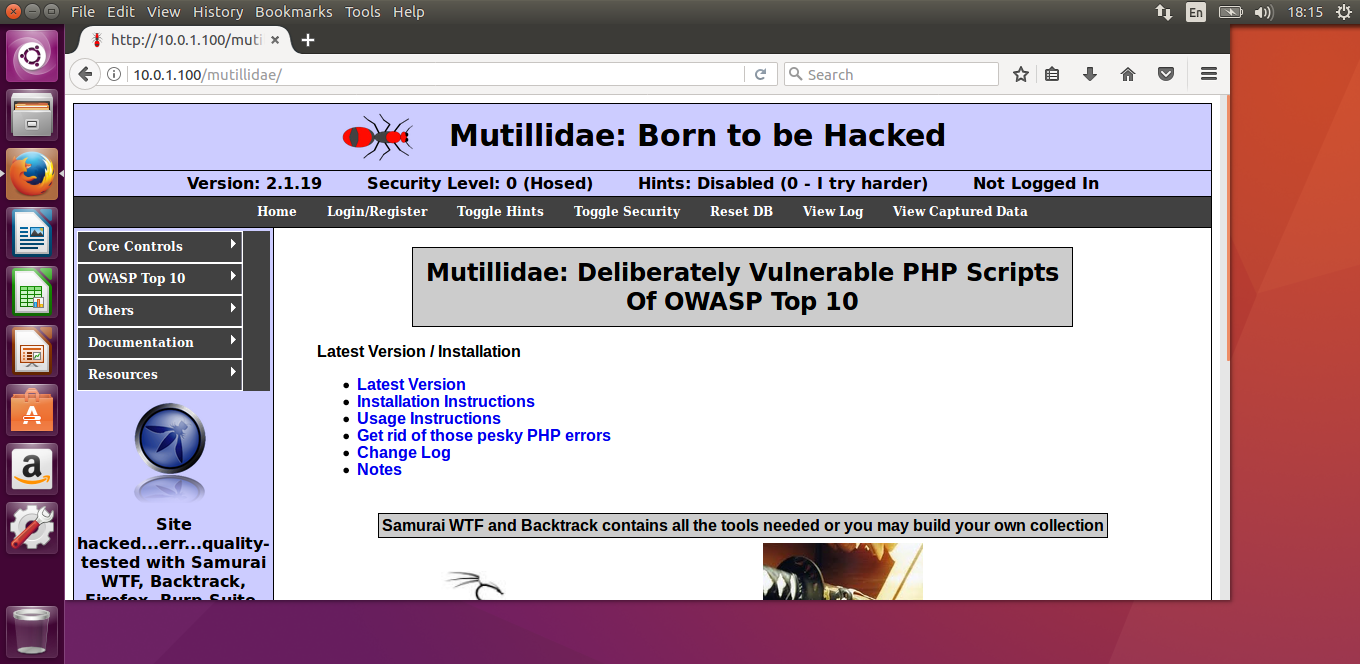 File Edit View History Bookmarks Tools Help
En
18:15
http://10.0.1.100/muti
10.0.1.100/mutillidae/
Search
Mutillidae: Born to be Hacked
Version: 2.1.19 Security Level: 0 (Hosed) Hints: Disabled (0 - I try harder) Not Logged In
Home Login/Register Toggle Hints Toggle Security Reset DB View Log View Captured Data
Core Controls
OWASP Top 10
Others
Documentation
Resources
Site
hacked...err...quality-
tested with Samurai
WTF, Backtrack,
Firefox, Burp-Suite,
Mutillidae: Deliberately Vulnerable PHP Scripts
Of OWASP Top 10
Latest Version / Installation
Latest Version
Installation Instructions
Usage Instructions
Get rid of those pesky PHP errors
Change Log
Notes
Samurai WTF and Backtrack contains all the tools needed or you may build your own collection